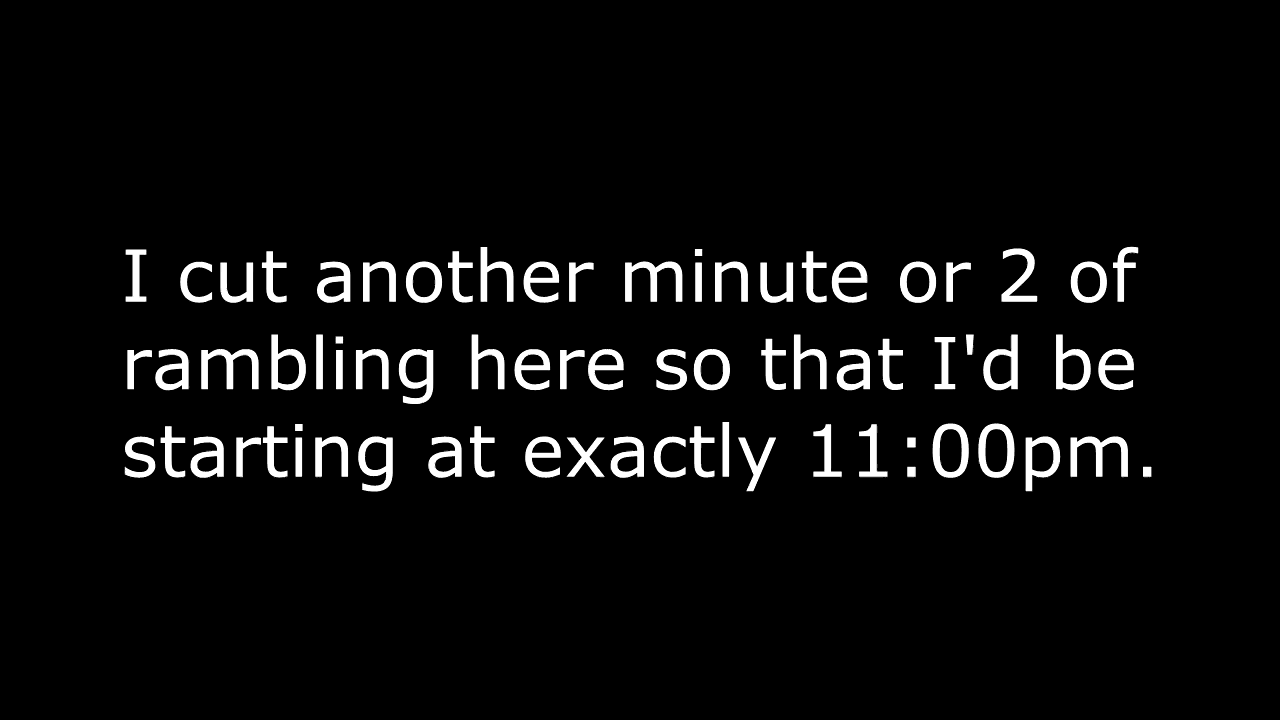 I cut another minute or 2 of
rambling here so that I'd be
starting at exactly 11:00pm.